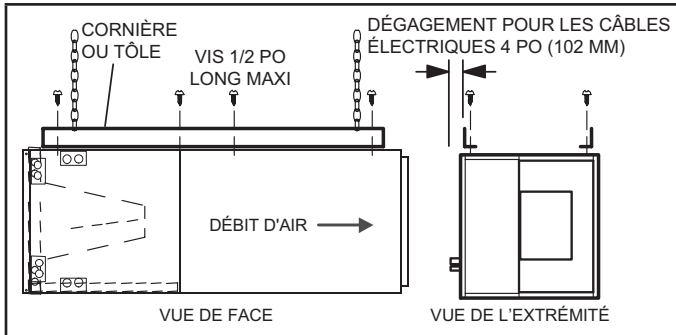 CORNIÈRE
OU TÔLE
VIS 1/2 PO
LONG MAXI
DÉGAGEMENT POUR LES CÂBLES
ÉLECTRIQUES 4 PO (102 MM)
DÉBIT D'AIR
VUE DE FACE
VUE DE L'EXTRÉMITÉ